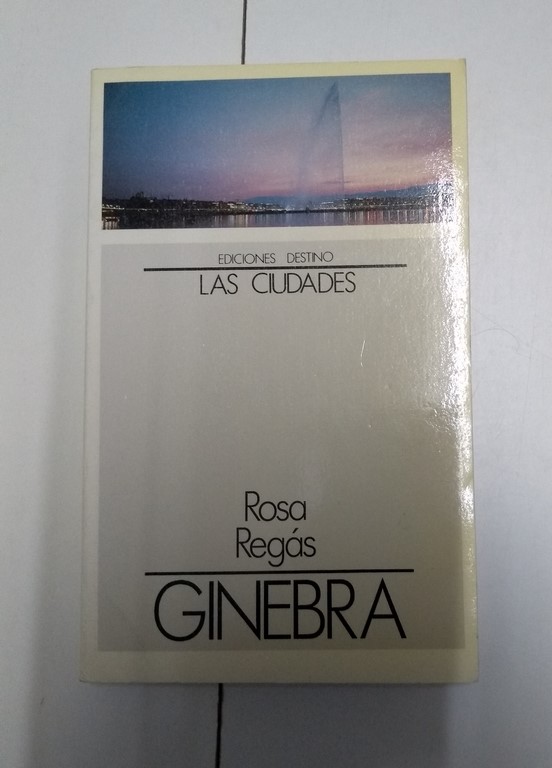 EDICIONES DESTINO
LAS CIUDADES
Rosa
Regás
GINEBRA